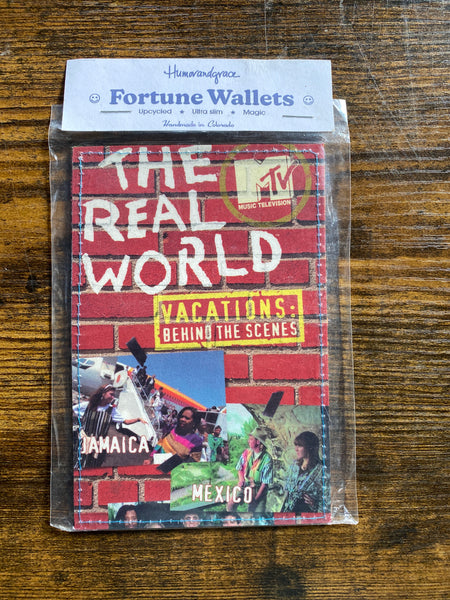 Humorandgrace
Fortune Wallets
Upcycled ★ Ultra slim ★ Magic
Handmade in Colorado
THE
REAL
WORLD
MTV
MUSIC TELEVISION
VACATIONS:
BEHIND THE SCENES
JAMAICA
MÉXICO